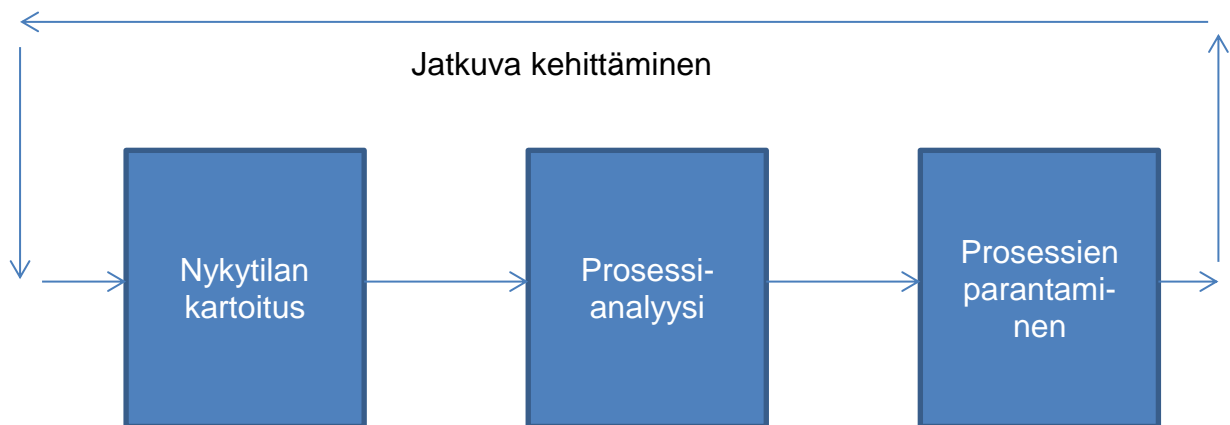 Jatkuva kehittäminen
Nykytilan
kartoitus
Prosessi-
analyysi
Prosessien
parantami-
nen